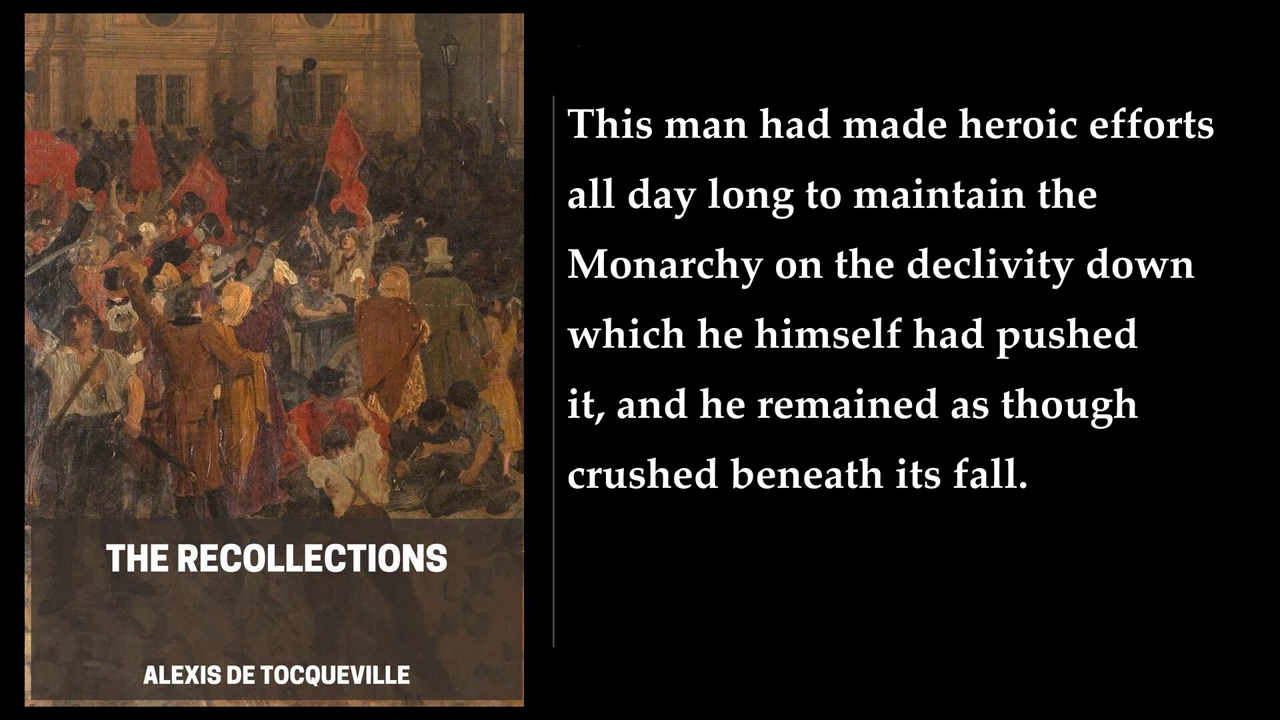 This man had made heroic efforts
all day long to maintain the
Monarchy on the declivity down
which he himself had pushed
it, and he remained as though
crushed beneath its fall.
THE RECOLLECTIONS
ALEXIS DE TOCQUEVILLE